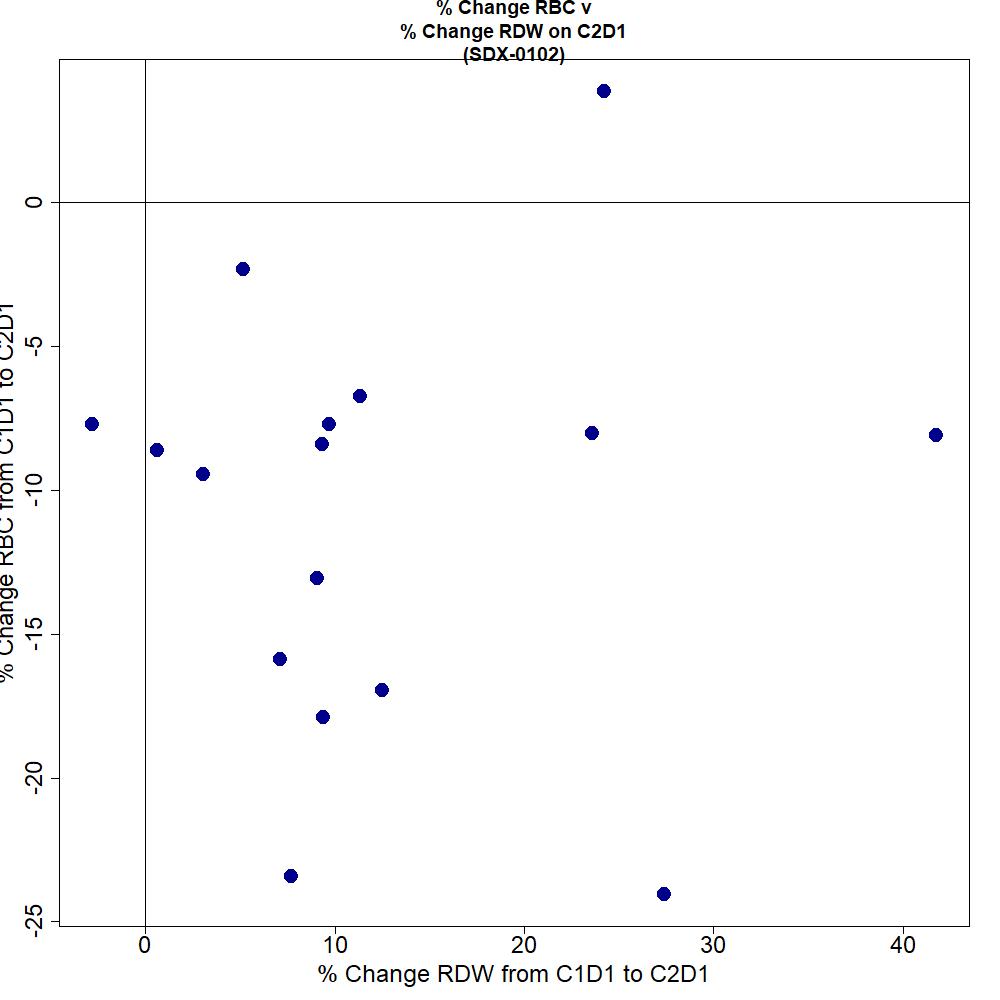 % Change RBC v
% Change RDW on C2D1
(SDX-0102)
% Change RBC from C1D1 to C2D1
0
-5
-10
-15
-20
-25
0
10
20
30
40
% Change RDW from C1D1 to C2D1